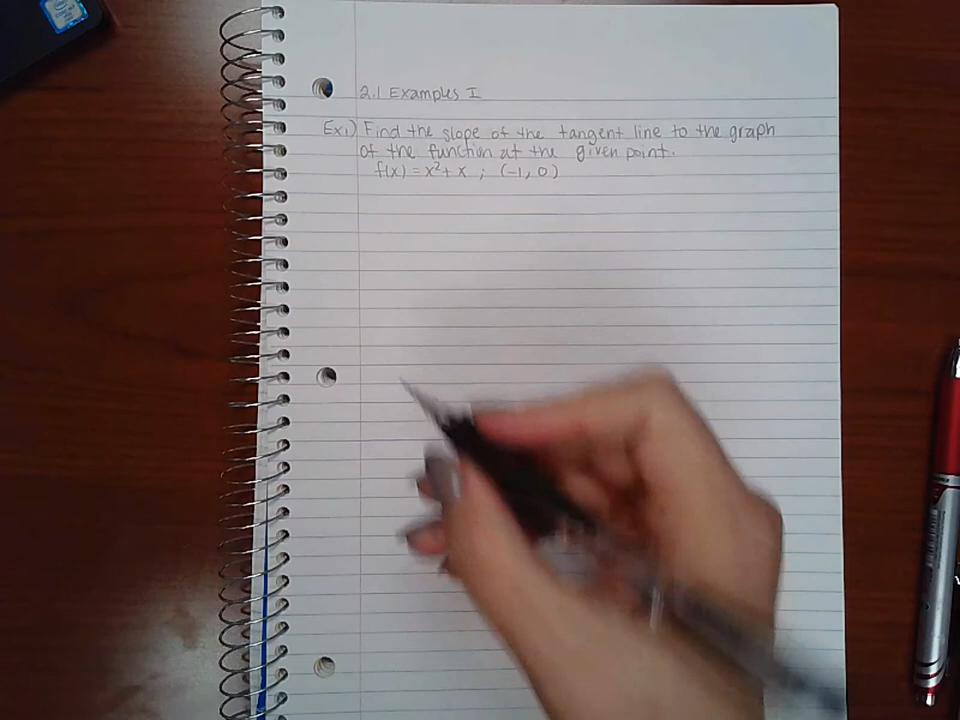 2.1 Examples I
Ex1) Find the slope of the tangent line to the graph
of the function at the given point.
f(x) = x² + x ; (-1, 0)